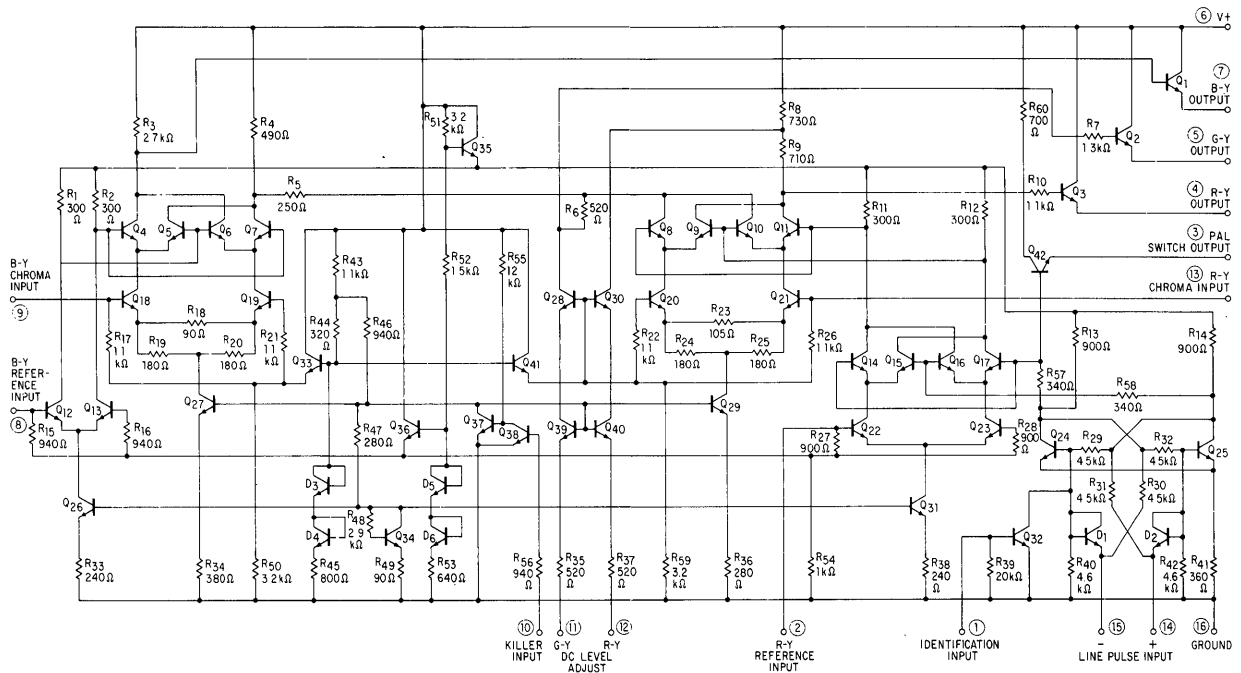 ⑥ V+
⑦
B-Y
OUTPUT
⑤ G-Y
OUTPUT
④ R-Y
OUTPUT
③ PAL
SWITCH OUTPUT
⑬ R-Y
CHROMA INPUT
R3
2 7kΩ
R4
490Ω
R51
3 2
kΩ
Q35
R8
730Ω
R9
710Ω
R60
700
Ω
R7
1 3kΩ
Q1
Q2
R10
1 1kΩ
Q3
R1
300
Ω
R2
300
Ω
R5
250Ω
R6
520
Ω
R11
300Ω
R12
300Ω
Q4
Q5
Q6
Q7
Q8
Q9
Q10
Q11
Q42
B-Y
CHROMA
INPUT
⑨
R43
1 1kΩ
R52
1 5kΩ
R55
12
kΩ
Q18
Q19
Q28
Q30
Q20
Q21
R18
90Ω
R17
1 1
kΩ
R19
180Ω
R20
180Ω
R21
1 1
kΩ
R44
320
Ω
R46
940Ω
Q33
Q41
R22
1 1
kΩ
R23
105Ω
R24
180Ω
R25
180Ω
R26
1 1kΩ
Q14
Q15
Q16
Q17
R13
900Ω
R14
900Ω
R57
340Ω
R58
340Ω
B-Y
REFER-
ENCE
INPUT
⑧
Q12
Q13
R15
940Ω
R16
940Ω
Q27
R47
280Ω
Q36
Q37
Q38
Q39
Q40
Q29
Q22
Q23
R27
900Ω
R28
900
Ω
Q24
R29
4 5kΩ
R32
4 5kΩ
Q25
R31
4 5kΩ
R30
4 5kΩ
Q26
D3
D4
D5
D6
R48
2 9
kΩ
Q34
Q31
Q32
D1
D2
R33
240Ω
R34
380Ω
R50
3 2kΩ
R45
800Ω
R49
90Ω
R53
640Ω
R56
940
Ω
R35
520
Ω
R37
520
Ω
R59
3.2
kΩ
R36
280
Ω
R54
1kΩ
R38
240
Ω
R39
20kΩ
R40
4.6
kΩ
R42
4.6
kΩ
R41
360
Ω
⑩
KILLER
INPUT
⑪
G-Y
⑫
R-Y
DC LEVEL
ADJUST
②
R-Y
REFERENCE
INPUT
①
IDENTIFICATION
INPUT
⑮
-
⑭
+
LINE PULSE INPUT
⑯
GROUND